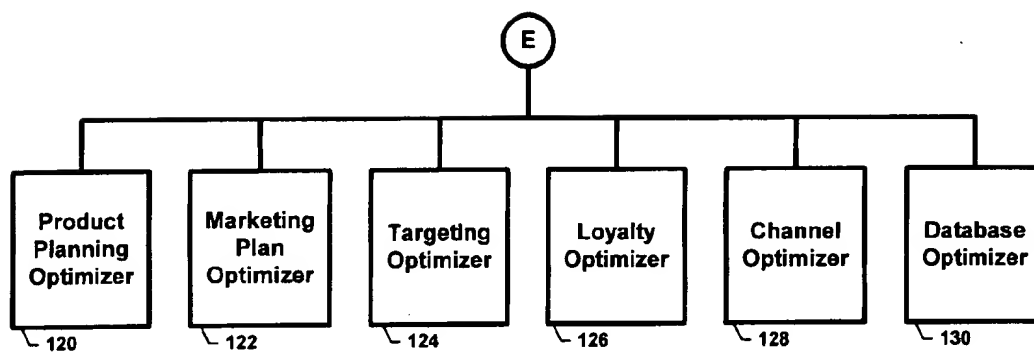 E
Product
Planning
Optimizer
Marketing
Plan
Optimizer
Targeting
Optimizer
Loyalty
Optimizer
Channel
Optimizer
Database
Optimizer
120
122
124
126
128
130